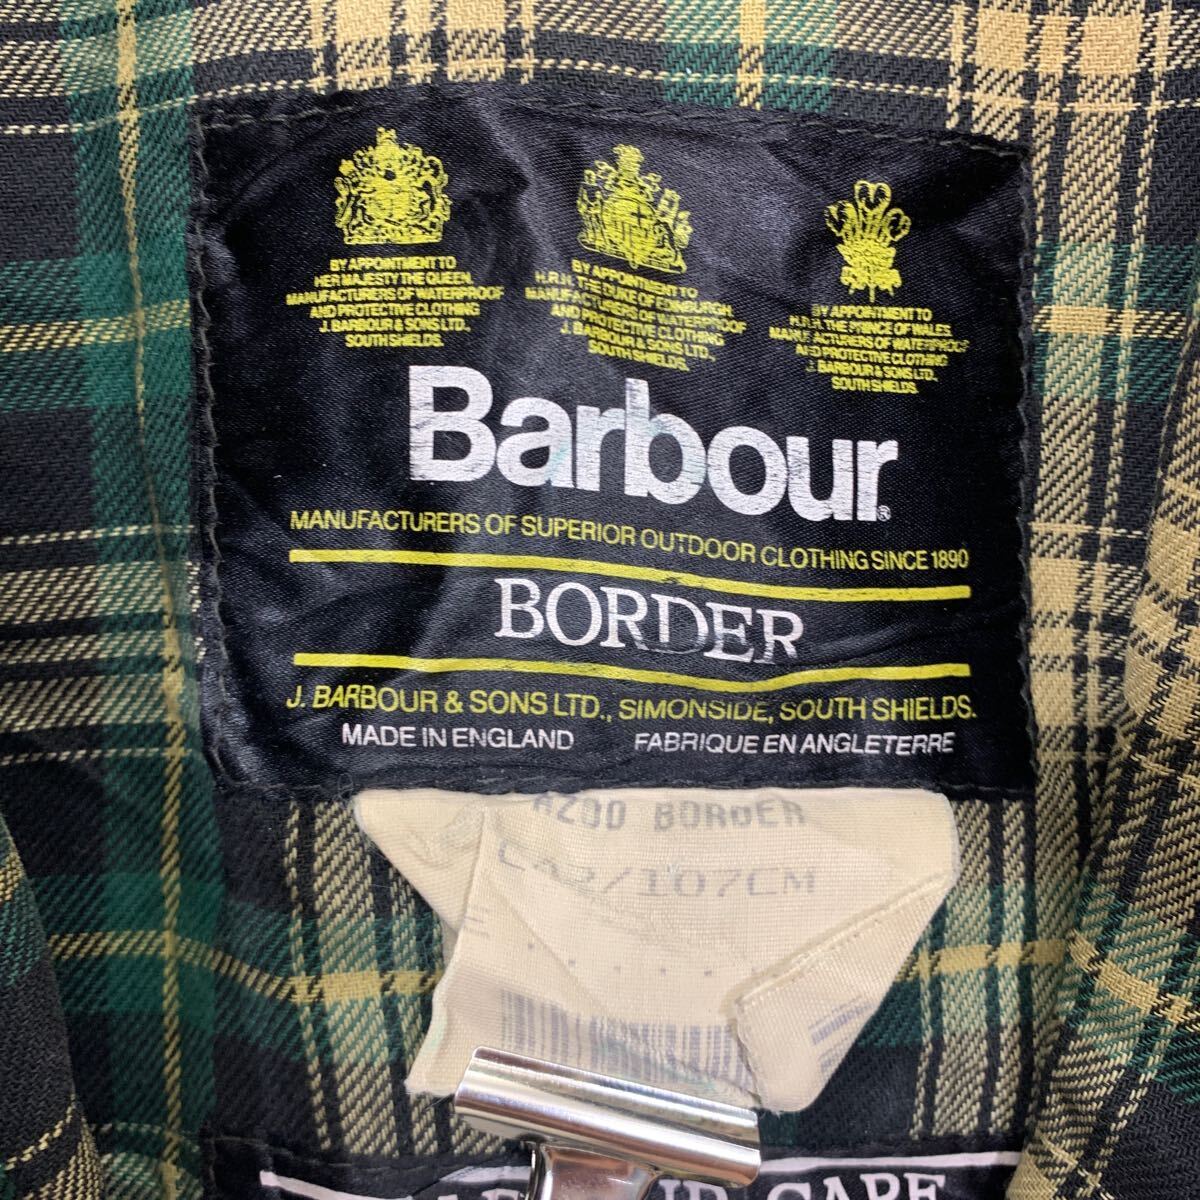 BY APPOINTMENT TO
HER MAJESTY THE QUEEN
MANUFACTURERS OF WATERPROOF
AND PROTECTIVE CLOTHING
J. BARBOUR & SONS LTD.,
SOUTH SHIELDS.
BY APPOINTMENT TO
H.R.H. THE DUKE OF EDINBURGH.
MANUFACTURERS OF WATERPROOF
AND PROTECTIVE CLOTHING
J. BARBOUR & SONS LTD.,
SOUTH SHIELDS.
BY APPOINTMENT TO
H.R.H. THE PRINCE OF WALES.
MANUFACTURERS OF WATERPROOF
AND PROTECTIVE CLOTHING
J. BARBOUR & SONS LTD.,
SOUTH SHIELDS.
Barbour®
MANUFACTURERS OF SUPERIOR OUTDOOR CLOTHING SINCE 1890
BORDER
J. BARBOUR & SONS LTD., SIMONSIDE, SOUTH SHIELDS.
MADE IN ENGLAND FABRIQUE EN ANGLETERRE
A200 BORDER
C42/107CM
CARE